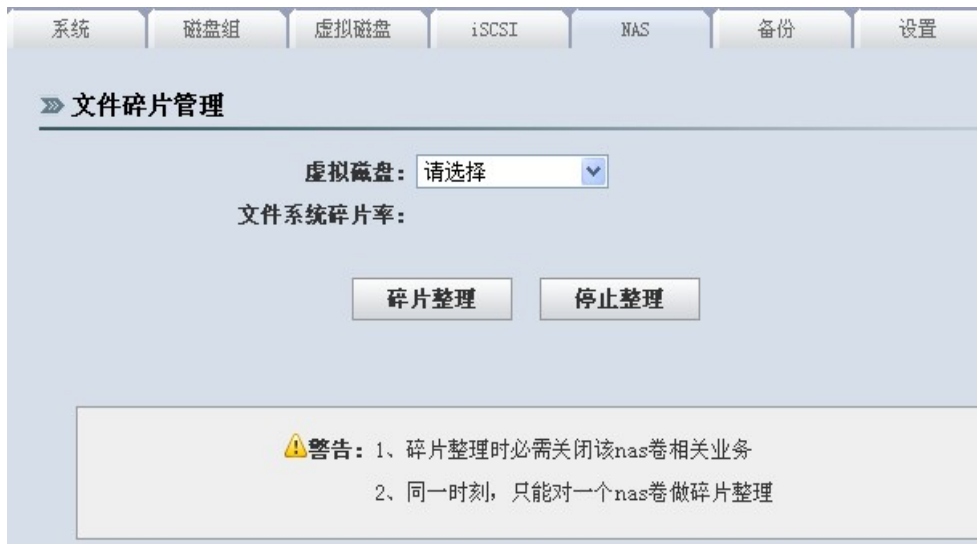 系统 磁盘组 虚拟磁盘 iSCSI NAS 备份 设置
文件碎片管理
虚拟磁盘： 请选择
文件系统碎片率：
碎片整理 停止整理
警告： 1、碎片整理时必需关闭该nas卷相关业务
2、同一时刻，只能对一个nas卷做碎片整理